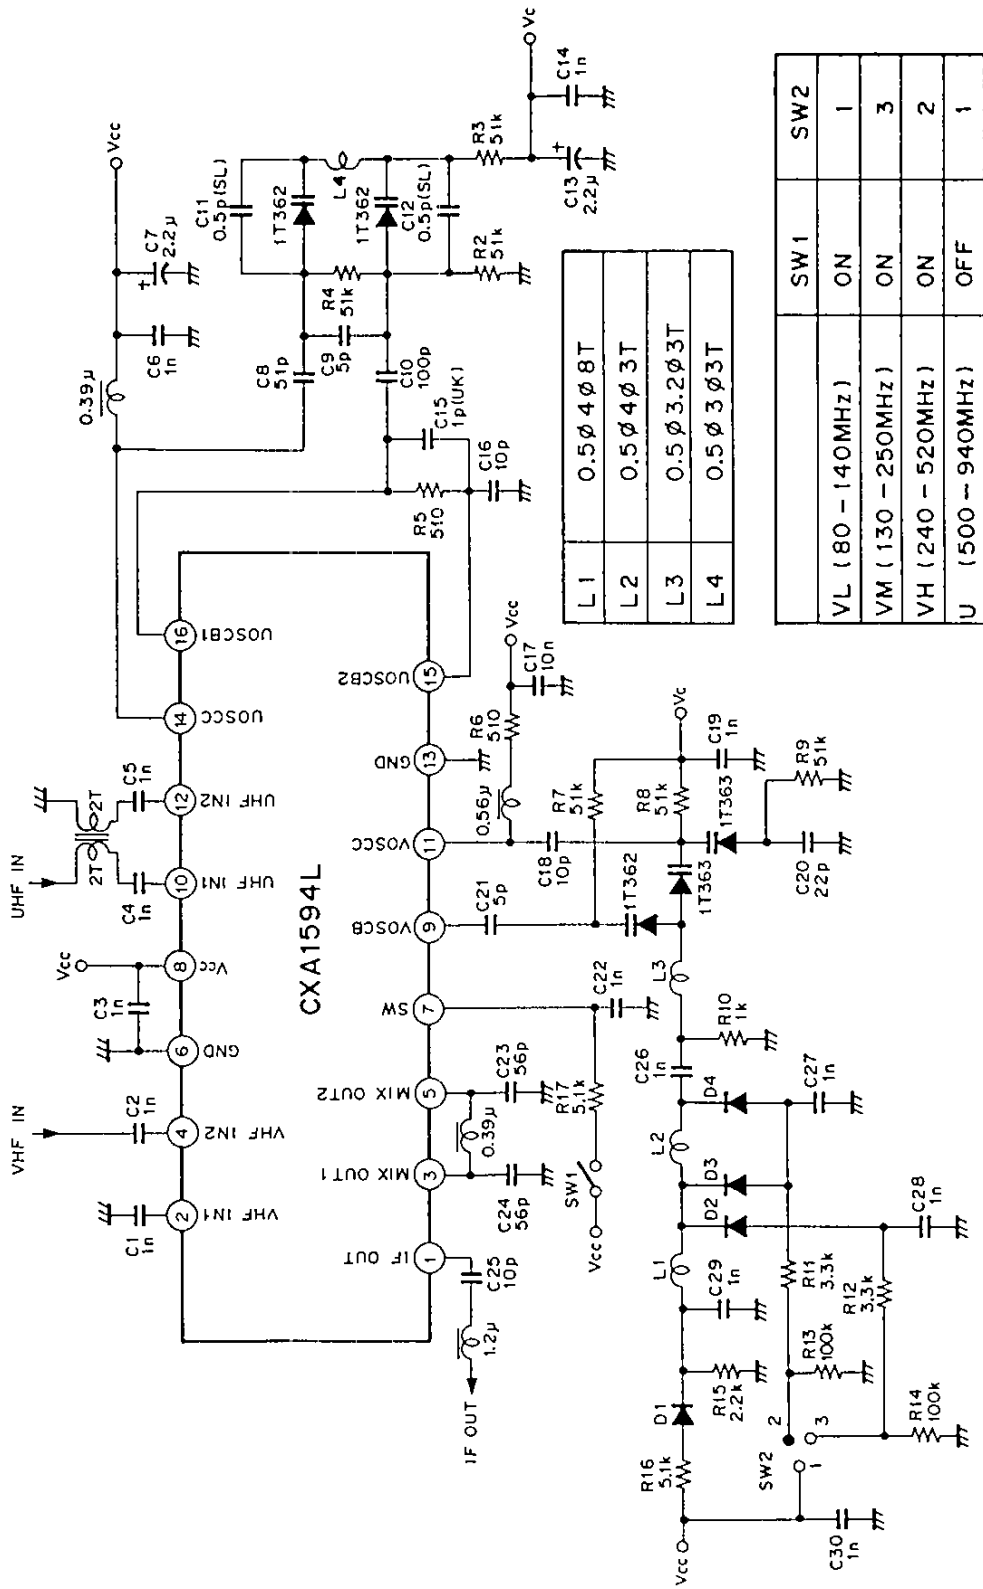 UHF IN
VHF IN
C1
1n
C2
1n
C3
1n
Vcc
C4
1n
2T
2T
C5
1n
0.39μ
C6
1n
C7
2.2μ
Vcc
2
VHF IN1
4
VHF IN2
6
GND
8
Vcc
10
UHF IN1
12
UHF IN2
14
UOSCC
16
UOSCB1
CXA1594L
1
IF OUT
3
MIX OUT1
5
MIX OUT2
7
SW
9
VOSCB
11
VOSCC
13
GND
15
UOSCB2
C8
51p
C9
5p
R4
51k
C10
100p
C11
0.5p(SL)
1T362
L4
1T362
C12
0.5p(SL)
R5
510
C15
1p(UK)
C16
10p
R2
51k
R3
51k
C13
2.2μ
C14
1n
Vc
IF OUT
1.2μ
C25
10p
C24
56p
0.39μ
C23
56p
Vcc
SW1
R17
5.1k
C22
1n
C21
5p
C18
10p
0.56μ
R6
510
Vcc
C17
10n
R7
51k
R8
51k
Vc
C19
1n
1T362
1T363
1T363
R9
51k
C20
22p
Vcc
R16
5.1k
D1
R15
2.2k
C29
1n
L1
D2
D3
L2
D4
C26
1n
R10
1k
L3
C27
1n
C28
1n
R11
3.3k
R12
3.3k
R13
100k
R14
100k
SW2
1
2
3
C30
1n
L1 0.5ø4ø8T
L2 0.5ø4ø3T
L3 0.5ø3.2ø3T
L4 0.5ø3ø3T
SW1 SW2
VL (80-140MHz) ON 1
VM (130-250MHz) ON 3
VH (240-520MHz) ON 2
U (500~940MHz) OFF 1